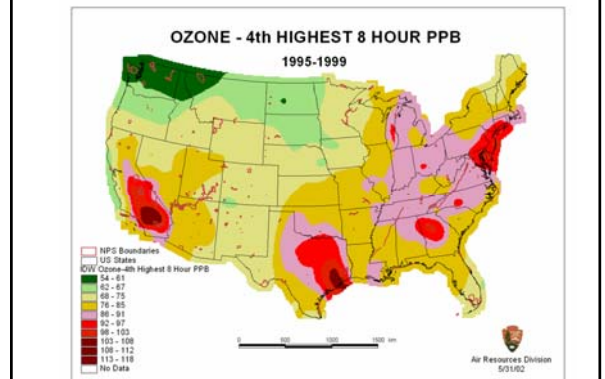 OZONE - 4th HIGHEST 8 HOUR PPB
1995-1999
NPS Boundaries
US States
IDW Ozone-4th Highest 8 Hour PPB
54 - 61
62 - 67
68 - 75
76 - 85
86 - 91
92 - 97
98 - 103
103 - 108
108 - 112
113 - 118
No Data
0 500 1000 1500 km
Air Resources Division
5/31/02